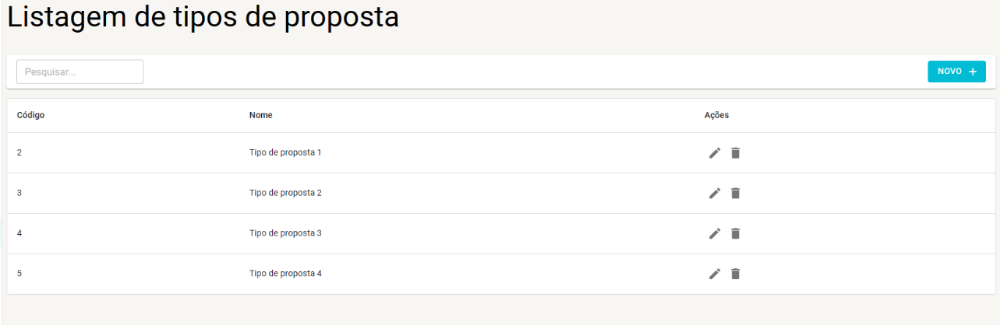 Listagem de tipos de proposta
Pesquisar...
NOVO +
Código Nome Ações
2 Tipo de proposta 1
3 Tipo de proposta 2
4 Tipo de proposta 3
5 Tipo de proposta 4